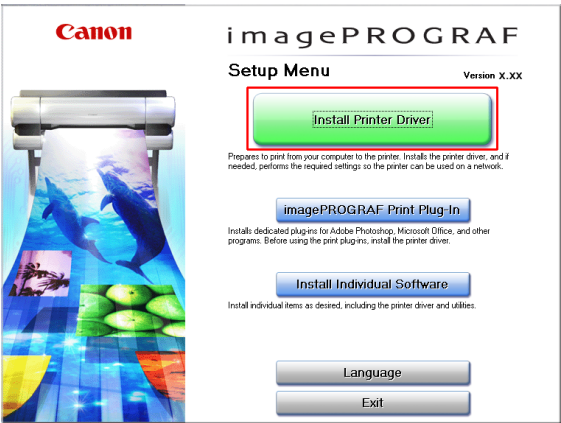 Canon
imagePROGRAF
Setup Menu
Version X.XX
Install Printer Driver
Prepares to print from your computer to the printer. Installs the printer driver, and if
needed, performs the required settings so the printer can be used on a network.
imagePROGRAF Print Plug-In
Installs dedicated plug-ins for Adobe Photoshop, Microsoft Office, and other
programs. Before using the print plug-ins, install the printer driver.
Install Individual Software
Install individual items as desired, including the printer driver and utilities.
Language
Exit